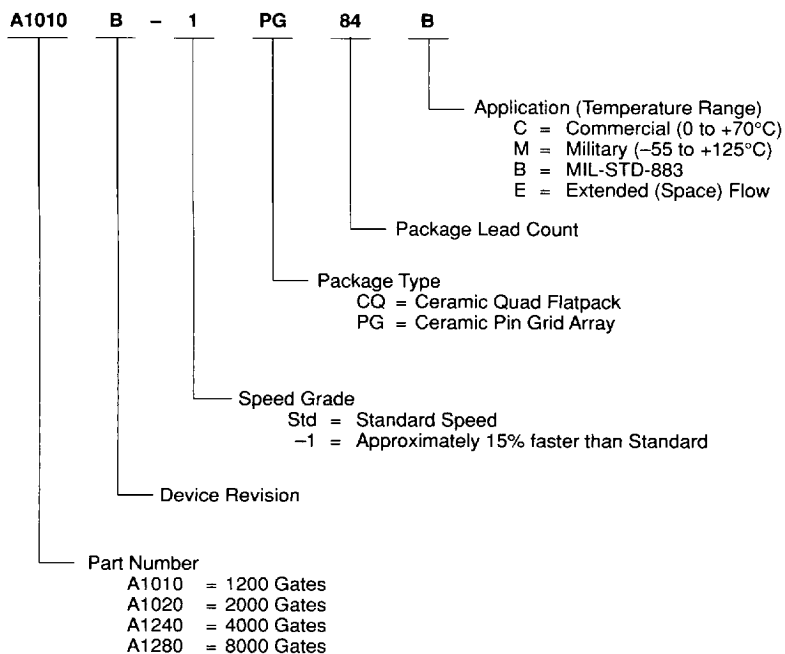 A1010 B – 1 PG 84 B
Application (Temperature Range)
C = Commercial (0 to +70°C)
M = Military (–55 to +125°C)
B = MIL-STD-883
E = Extended (Space) Flow
Package Lead Count
Package Type
CQ = Ceramic Quad Flatpack
PG = Ceramic Pin Grid Array
Speed Grade
Std = Standard Speed
–1 = Approximately 15% faster than Standard
Device Revision
Part Number
A1010 = 1200 Gates
A1020 = 2000 Gates
A1240 = 4000 Gates
A1280 = 8000 Gates